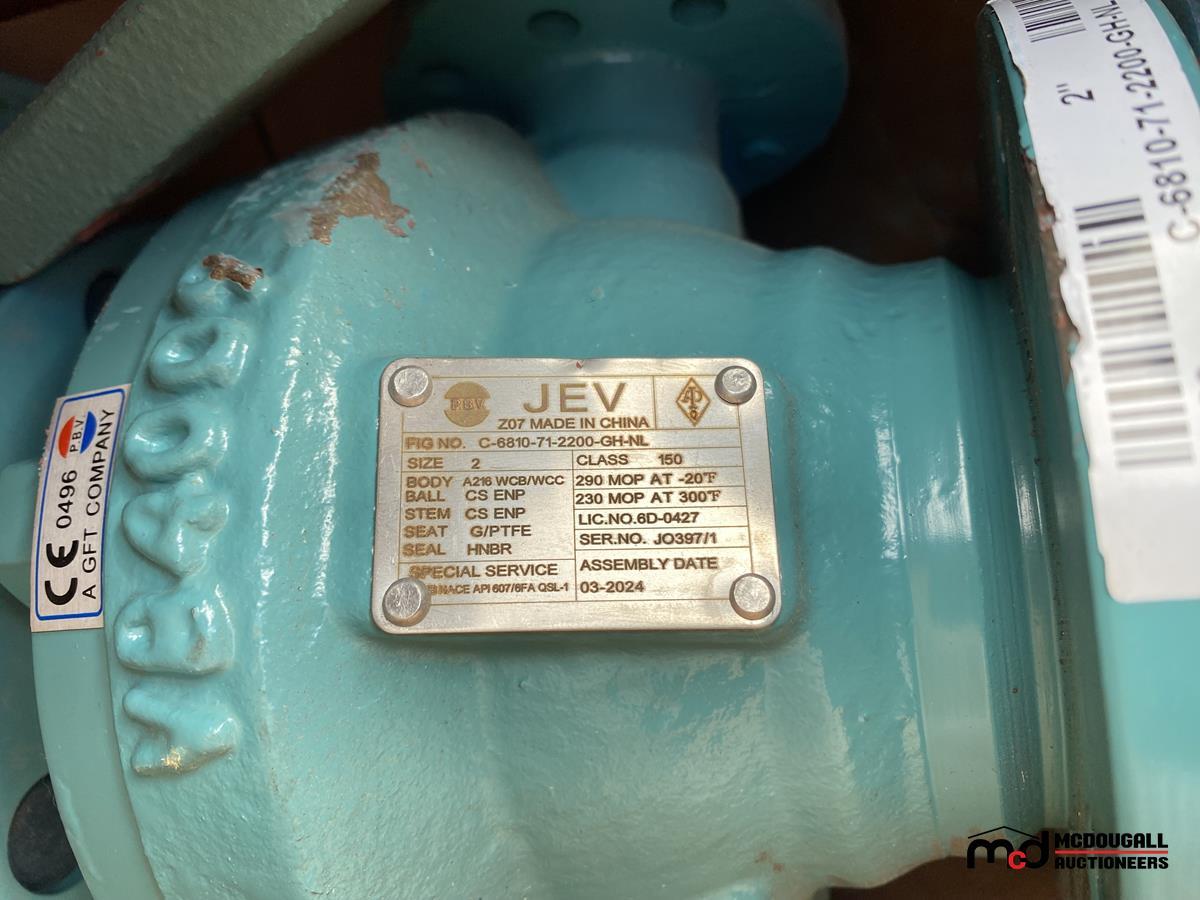 P.B.V
JEV
Z07 MADE IN CHINA
FIG NO. C-6810-71-2200-GH-NL
SIZE 2
CLASS 150
BODY A216 WCB/WCC
290 MOP AT -20°F
BALL CS ENP
230 MOP AT 300°F
STEM CS ENP
LIC.NO.6D-0427
SEAT G/PTFE
SER.NO. JO397/1
SEAL HNBR
SPECIAL SERVICE
ASSEMBLY DATE
NACE API 607/6FA QSL-1
03-2024
P.B.V
CE 0496
A GFT COMPANY
2"
C-6810-71-2200-GH-NL
mcd MCDOUGALL
AUCTIONEERS